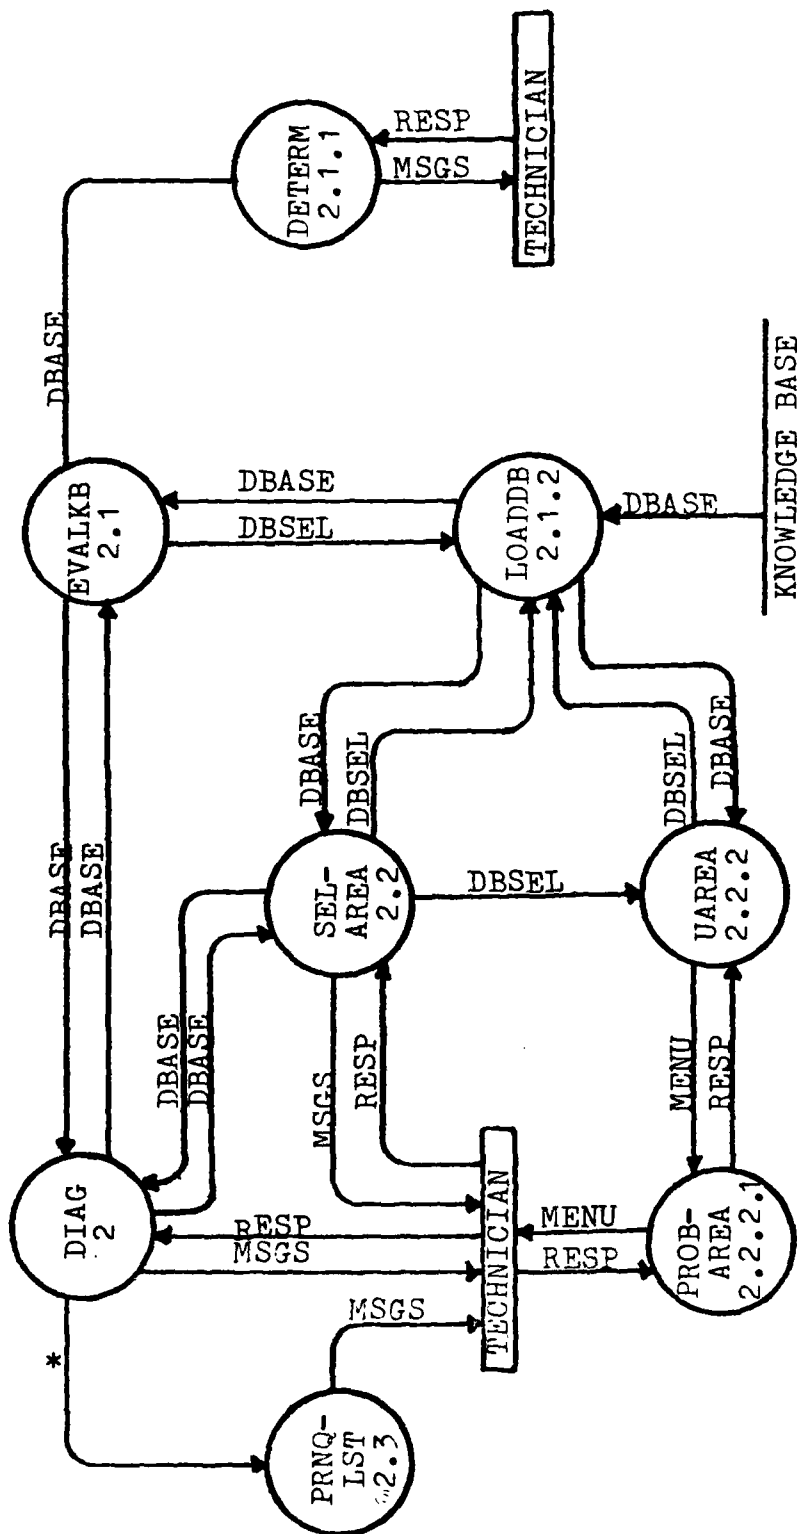 *
PRNQ-
LST
2.3
MSGS
DIAG
2
RESP
MSGS
TECHNICIAN
MENU
RESP
PROB-
AREA
2.2.2.1
DBASE
DBASE
DBASE
DBASE
MSGS
RESP
SEL-
AREA
2.2
DBSEL
MENU
RESP
UAREA
2.2.2
DBASE
DBSEL
DBSEL
DBASE
EVALKB
2.1
DBASE
DBSEL
LOADDB
2.1.2
DBASE
KNOWLEDGE BASE
DBASE
DETERM
2.1.1
RESP
MSGS
TECHNICIAN